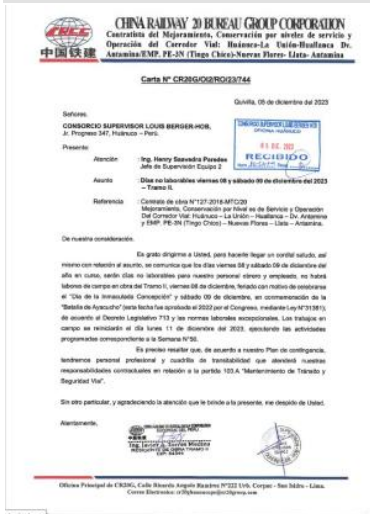 CHINA RAILWAY 20 BUREAU GROUP CORPORATION
Contratista del Mejoramiento, Conservación por niveles de servicio y
Operación del Corredor Vial: Huánuco-La Unión-Huallanca Dv.
Antamina/EMP. PE-3N (Tingo Chico)-Nuevas Flores- Llata- Antamina
CRCC
中国铁建
Carta N° CR20G/OI2/RO/23/744
Quivilla, 05 de diciembre del 2023
Señores.
CONSORCIO SUPERVISOR LOUIS BERGER-HOB,
Jr. Progreso 347, Huánuco – Perú.
Presente:
CONSORCIO SUPERVISOR LOUIS BERGER HOB
OFICINA HUÁNUCO
05 DIC. 2023
RECIBIDO
Atención : Ing. Henry Saavedra Paredes
Jefe de Supervisión Equipo 2
Asunto : Días no laborables viernes 08 y sábado 09 de diciembre del 2023
– Tramo II.
Referencia : Contrato de obra N°127-2018-MTC/20
Mejoramiento, Conservación por Nivel es de Servicio y Operación
Del Corredor Vial: Huánuco – La Unión – Huallanca – Dv. Antamina
y EMP. PE-3N (Tingo Chico) – Nuevas Flores – Llata – Antamina.
De nuestra consideración.
Es grato dirigirme a Usted, para hacerle llegar un cordial saludo, así
mismo con relación al asunto, se comunica que los días viernes 08 y sábado 09 de diciembre del
año en curso, serán días no laborables para nuestro personal obrero y empleado, no habrá
labores de campo en obra del Tramo II, viernes 08 de diciembre, feriado con motivo de celebrarse
el "Día de la Inmaculada Concepción" y sábado 09 de diciembre, en conmemoración de la
"Batalla de Ayacucho" (esta fecha fue aprobada el 2022 por el Congreso, mediante Ley N°31381);
de acuerdo al Decreto Legislativo 713 y las normas laborales excepcionales. Los trabajos en
campo se reiniciarán el día lunes 11 de diciembre del 2023, ejecutando las actividades
programadas correspondiente a la Semana N°50.
Es preciso resaltar que, de acuerdo a nuestro Plan de contingencia,
tendremos personal profesional y cuadrilla de transitabilidad que atenderá nuestras
responsabilidades contractuales en relación a la partida 103.A "Mantenimiento de Tránsito y
Seguridad Vial".
Sin otro particular, y agradeciendo la atención que le brinde a la presente, me despido de Usted.
Atentamente,
Oficina Principal de CR20G, Calle Ricardo Angulo Ramírez N°222 Urb. Corpac – San Isidro – Lima.